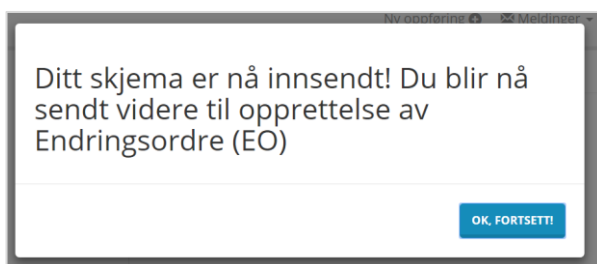 Ny oppføring Meldinger
Ditt skjema er nå innsendt! Du blir nå
sendt videre til opprettelse av
Endringsordre (EO)
OK, FORTSETT!